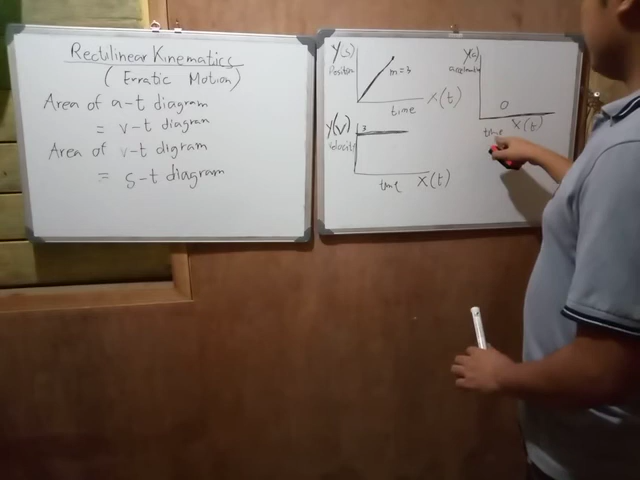 Rectilinear Kinematics
( Erratic Motion)
Area of a-t diagram
= v-t diagram
Area of v-t digram
= s-t diagram
Y(s)
Position
m=3
time X(t)
Y(v)
Velocity
3
time X(t)
Y(a)
acceleration
0
time X(t)